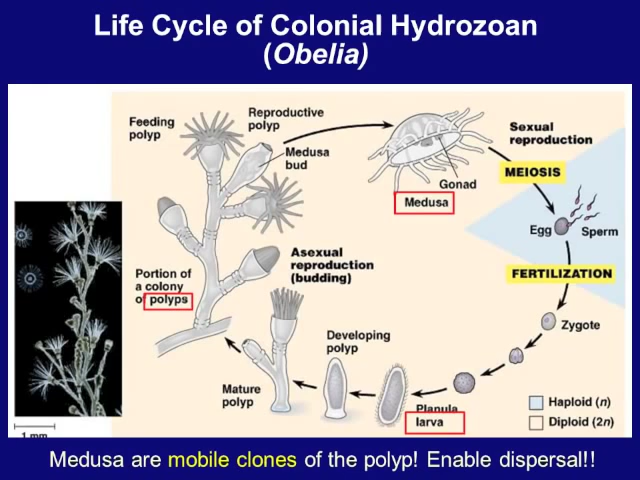 Life Cycle of Colonial Hydrozoan
(Obelia)
Feeding
polyp
Reproductive
polyp
Medusa
bud
Gonad
Medusa
Sexual
reproduction
MEIOSIS
Egg
Sperm
FERTILIZATION
Zygote
Asexual
reproduction
(budding)
Portion of
a colony
of polyps
Developing
polyp
Mature
polyp
Planula
larva
Haploid (n)
Diploid (2n)
1 mm
Medusa are mobile clones of the polyp! Enable dispersal!!